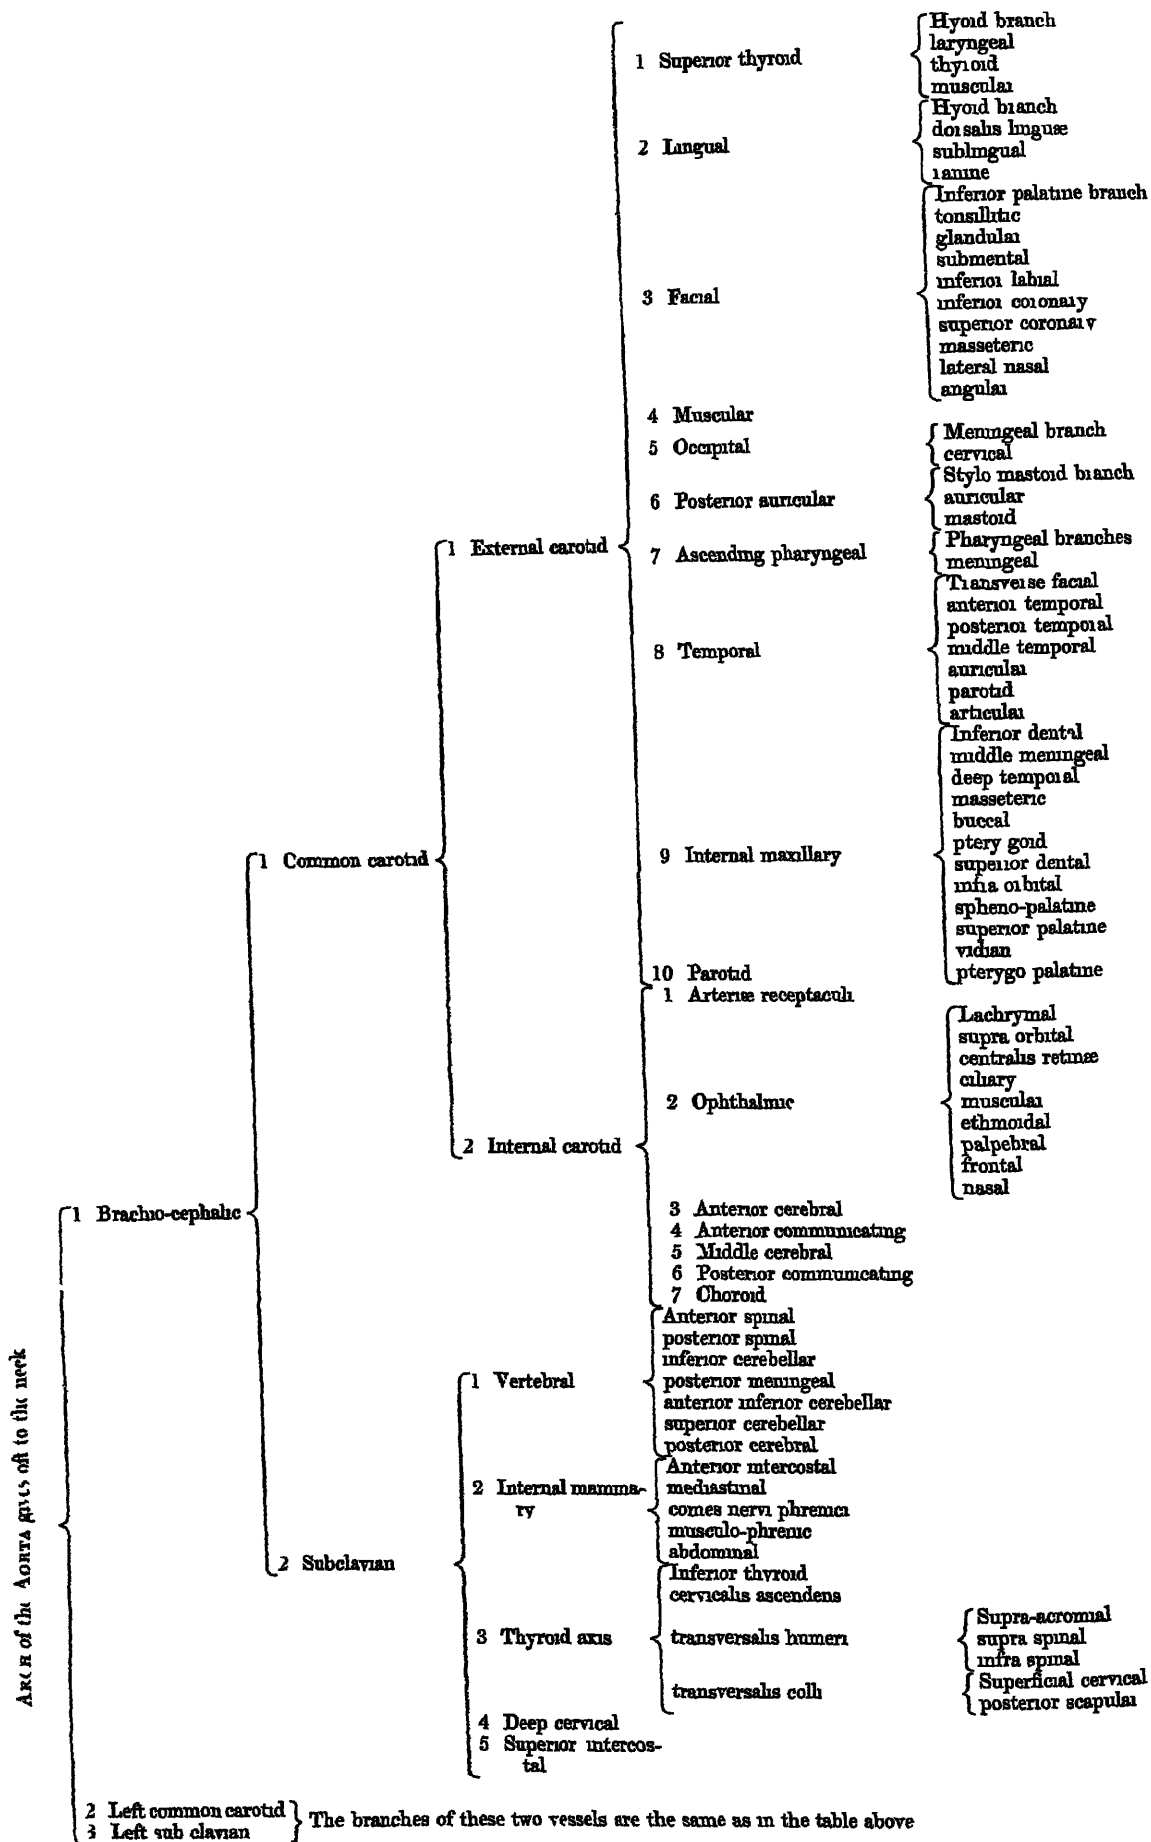 Hyoid branch
laryngeal
1 Superior thyroid
thyroid
muscular
Hyoid branch
dorsalis linguæ
2 Lingual
sublingual
ranine
Inferior palatine branch
tonsillitic
glandular
submental
inferior labial
3 Facial
inferior coronary
superior coronary
masseteric
lateral nasal
angular
4 Muscular
5 Occipital
Meningeal branch
cervical
Stylo mastoid branch
6 Posterior auricular
auricular
mastoid
1 External carotid
7 Ascending pharyngeal
Pharyngeal branches
meningeal
Transverse facial
anterior temporal
posterior temporal
8 Temporal
middle temporal
auricular
parotid
articular
Inferior dental
middle meningeal
deep temporal
masseteric
buccal
1 Common carotid
9 Internal maxillary
ptery goid
superior dental
infra orbital
spheno-palatine
superior palatine
vidian
pterygo palatine
10 Parotid
1 Arteriæ receptaculi
Lachrymal
supra orbital
centralis retinæ
ciliary
2 Ophthalmic
muscular
ethmoidal
palpebral
frontal
nasal
2 Internal carotid
1 Brachio-cephalic
3 Anterior cerebral
4 Anterior communicating
5 Middle cerebral
6 Posterior communicating
7 Choroid
Anterior spinal
posterior spinal
inferior cerebellar
1 Vertebral
posterior meningeal
anterior inferior cerebellar
superior cerebellar
posterior cerebral
Anterior intercostal
2 Internal mamma-
ry
mediastinal
comes nervi phrenici
musculo-phrenic
abdominal
Arch of the AORTA gives off to the neck
2 Subclavian
Inferior thyroid
cervicalis ascendens
3 Thyroid axis
transversalis humeri
Supra-acromial
supra spinal
infra spinal
transversalis colli
Superficial cervical
posterior scapular
4 Deep cervical
5 Superior intercos-
tal
2 Left common carotid
3 Left sub clavian
The branches of these two vessels are the same as in the table above